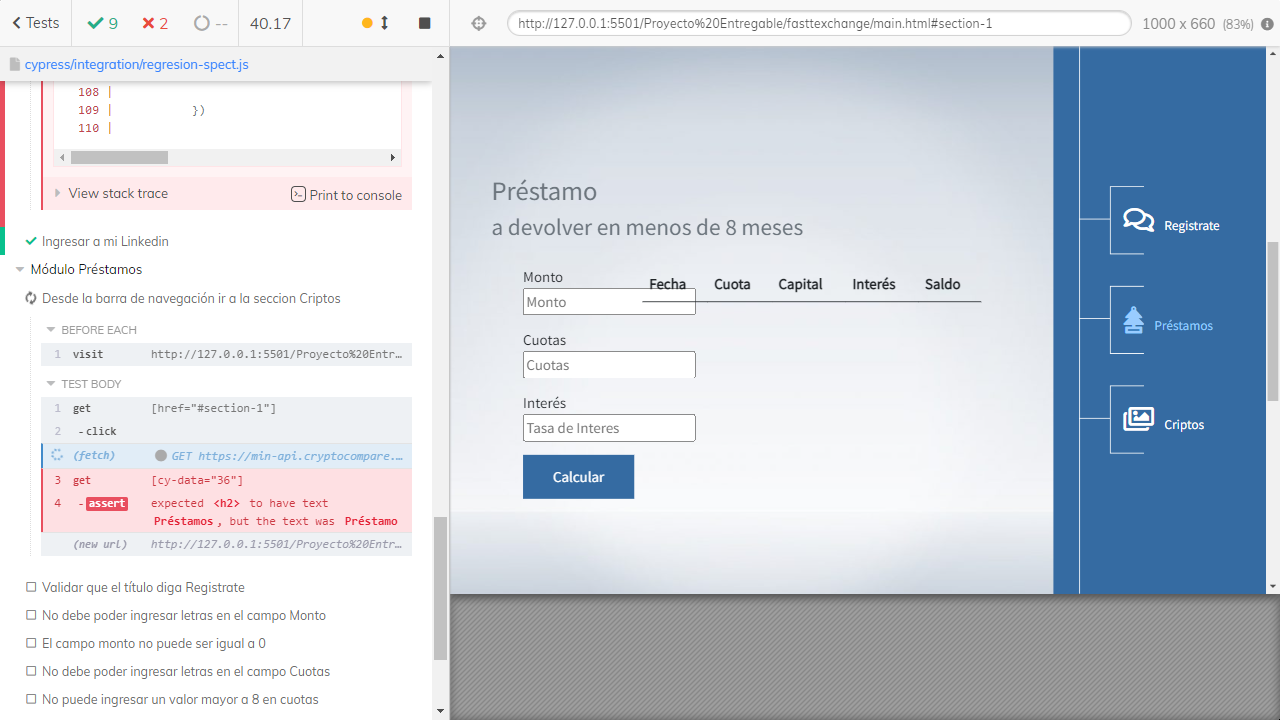 Tests
9
2
--
40.17
http://127.0.0.1:5501/Proyecto%20Entregable/fasttexchange/main.html#section-1
1000 x 660 (83%)
cypress/integration/regresion-spect.js
108 |
109 | })
110 |
View stack trace
Print to console
Ingresar a mi Linkedin
Módulo Préstamos
Desde la barra de navegación ir a la seccion Criptos
BEFORE EACH
1 visit http://127.0.0.1:5501/Proyecto%20Entr…
TEST BODY
1 get [href="#section-1"]
2 -click
(fetch) GET https://min-api.cryptocompare.…
3 get [cy-data="36"]
4 -assert expected <h2> to have text
Préstamos, but the text was Préstamo
(new url) http://127.0.0.1:5501/Proyecto%20Entr…
Validar que el título diga Registrate
No debe poder ingresar letras en el campo Monto
El campo monto no puede ser igual a 0
No debe poder ingresar letras en el campo Cuotas
No puede ingresar un valor mayor a 8 en cuotas
Préstamo
a devolver en menos de 8 meses
Monto
Monto
Cuotas
Cuotas
Interés
Tasa de Interes
Calcular
Fecha Cuota Capital Interés Saldo
Registrate
Préstamos
Criptos